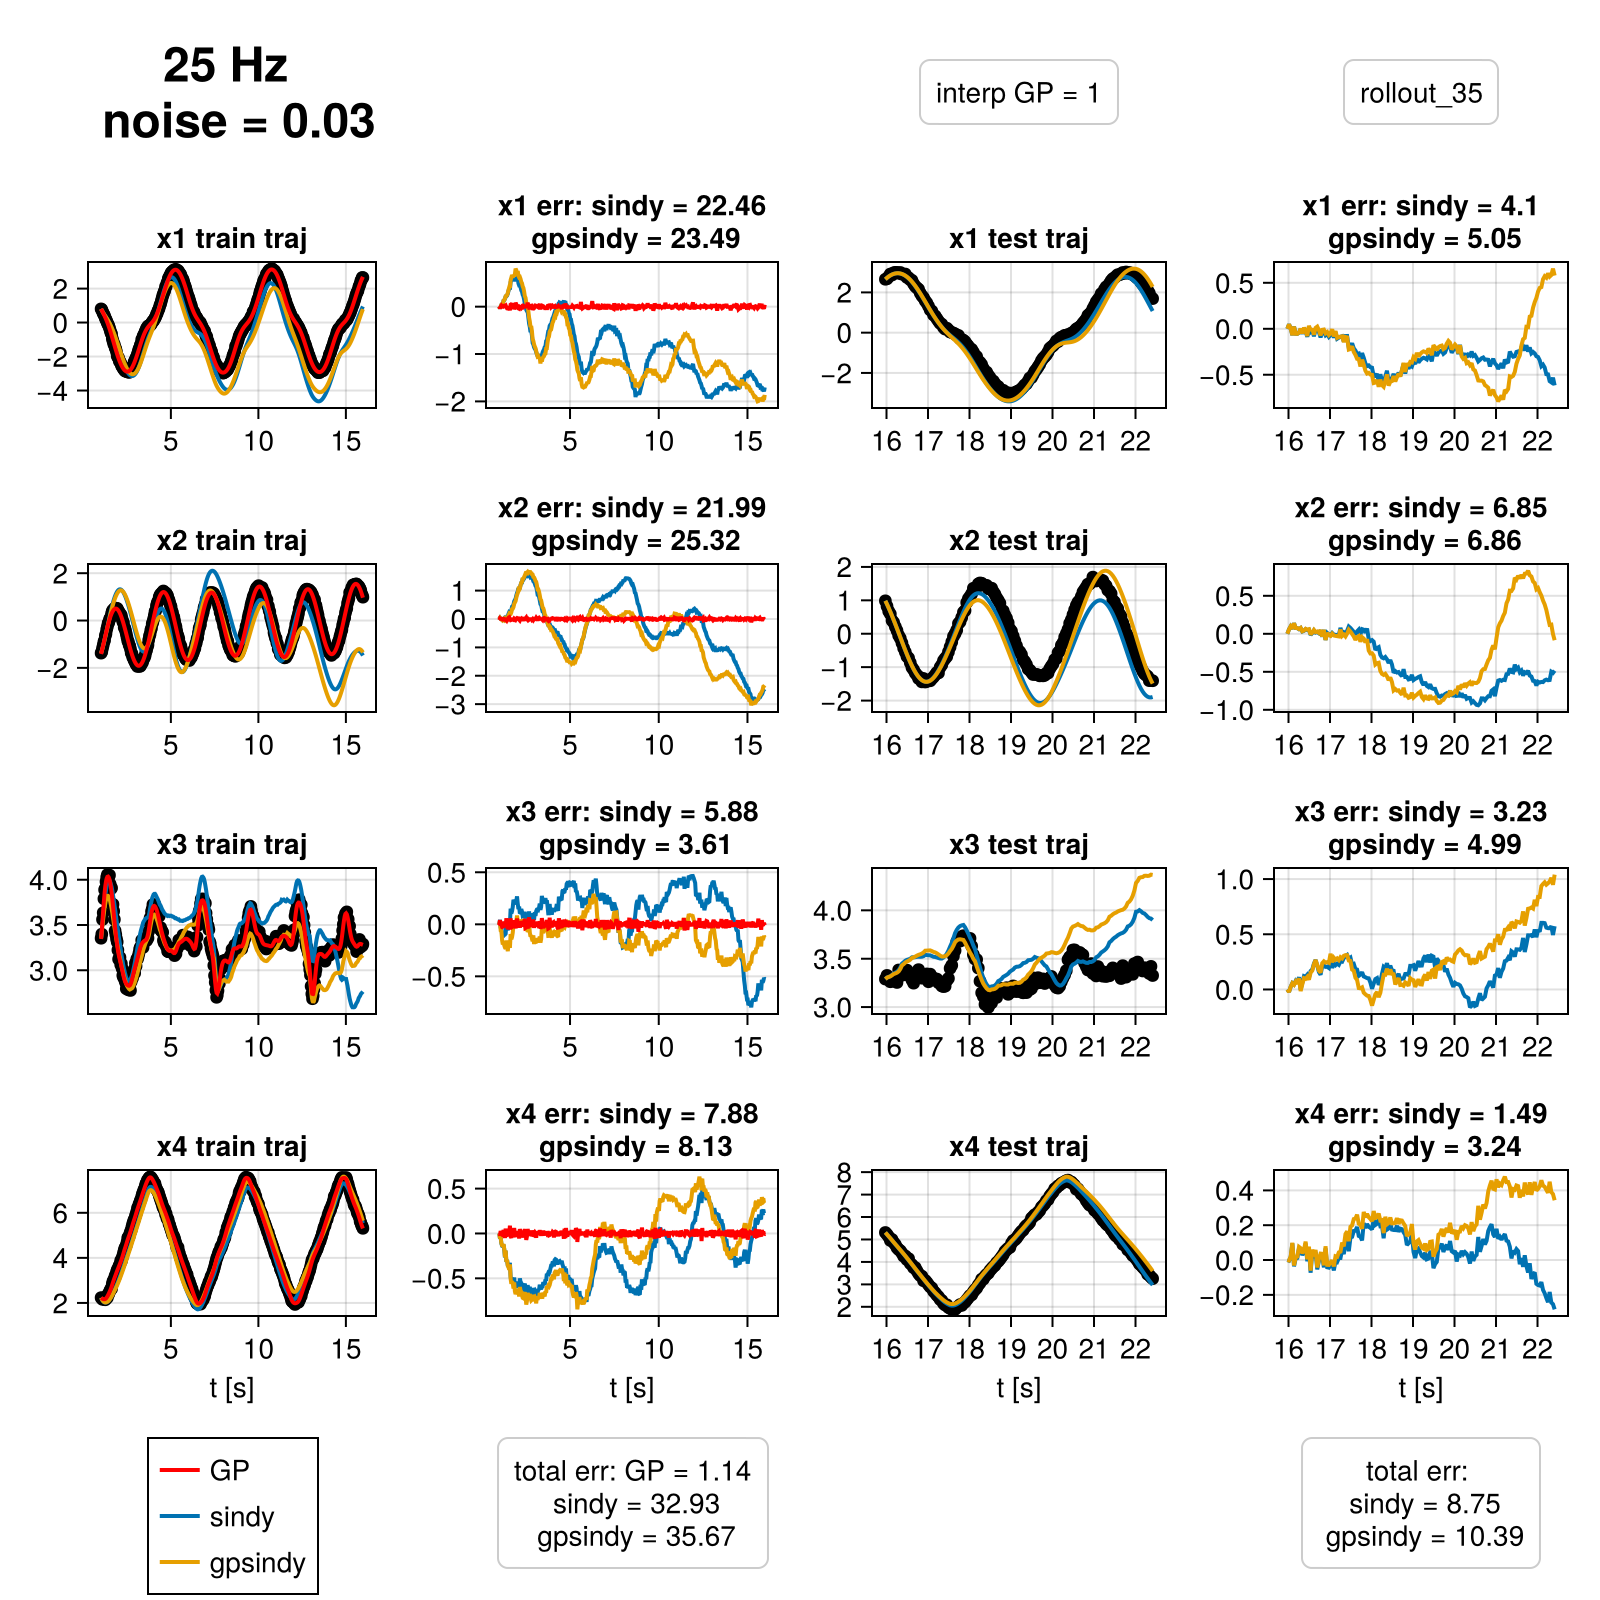 25 Hz
noise = 0.03
interp GP = 1
rollout_35
x1 train traj
2
0
−2
−4
5
10
15
x1 err: sindy = 22.46
gpsindy = 23.49
0
−1
−2
5
10
15
x1 test traj
2
0
−2
16 17 18 19 20 21 22
x1 err: sindy = 4.1
gpsindy = 5.05
0.5
0.0
−0.5
16 17 18 19 20 21 22
x2 train traj
2
0
−2
5
10
15
x2 err: sindy = 21.99
gpsindy = 25.32
1
0
−1
−2
−3
5
10
15
x2 test traj
2
1
0
−1
−2
16 17 18 19 20 21 22
x2 err: sindy = 6.85
gpsindy = 6.86
0.5
0.0
−0.5
−1.0
16 17 18 19 20 21 22
x3 train traj
4.0
3.5
3.0
5
10
15
x3 err: sindy = 5.88
gpsindy = 3.61
0.5
0.0
−0.5
5
10
15
x3 test traj
4.0
3.5
3.0
16 17 18 19 20 21 22
x3 err: sindy = 3.23
gpsindy = 4.99
1.0
0.5
0.0
16 17 18 19 20 21 22
x4 train traj
6
4
2
5
10
15
t [s]
x4 err: sindy = 7.88
gpsindy = 8.13
0.5
0.0
−0.5
5
10
15
t [s]
x4 test traj
8
7
6
5
4
3
2
16 17 18 19 20 21 22
t [s]
x4 err: sindy = 1.49
gpsindy = 3.24
0.4
0.2
0.0
−0.2
16 17 18 19 20 21 22
t [s]
GP
sindy
gpsindy
total err: GP = 1.14
sindy = 32.93
gpsindy = 35.67
total err:
sindy = 8.75
gpsindy = 10.39